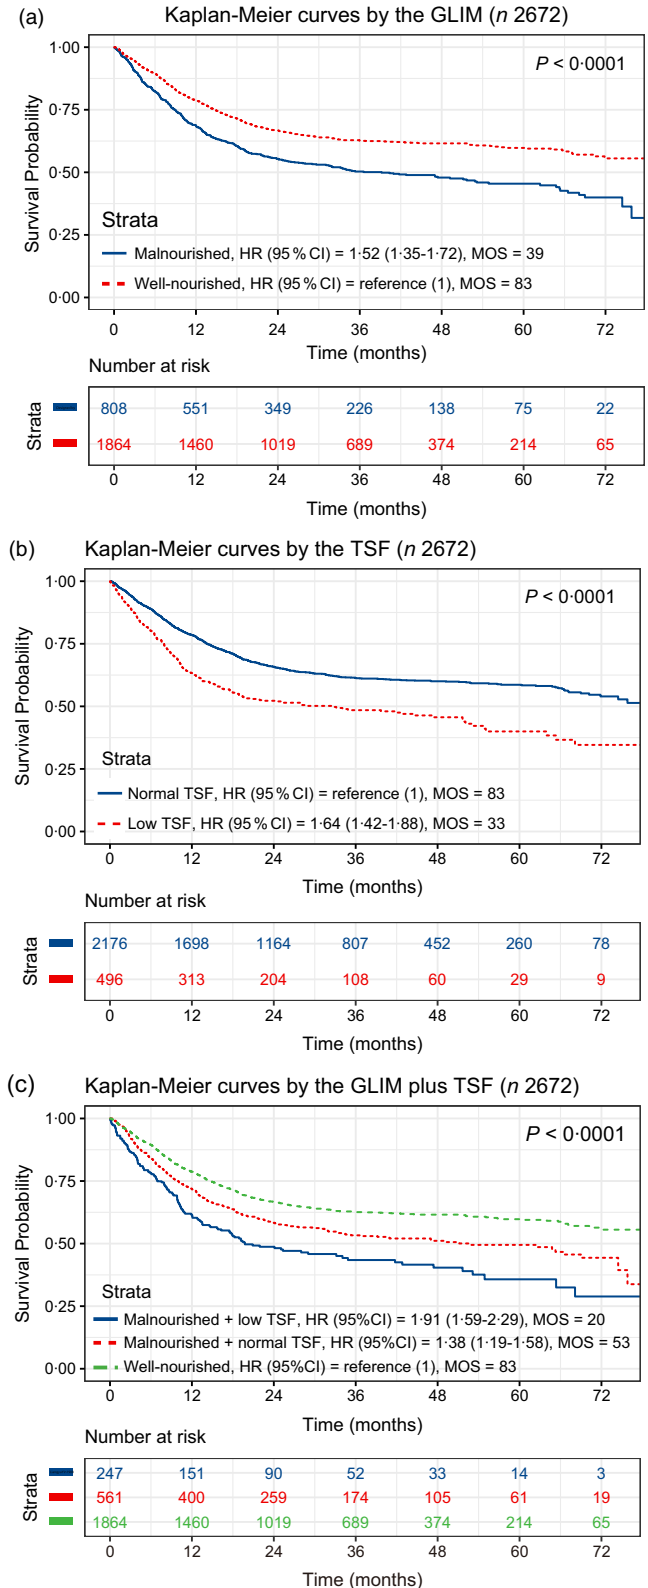 (a)
Kaplan-Meier curves by the GLIM (n 2672)
P < 0·0001
Survival Probability
1·00
0·75
0·50
0·25
0·00
Strata
Malnourished, HR (95 % CI) = 1·52 (1·35-1·72), MOS = 39
Well-nourished, HR (95 % CI) = reference (1), MOS = 83
0 12 24 36 48 60 72
Time (months)
Number at risk
Strata
808 551 349 226 138 75 22
1864 1460 1019 689 374 214 65
0 12 24 36 48 60 72
Time (months)
(b)
Kaplan-Meier curves by the TSF (n 2672)
P < 0·0001
Survival Probability
1·00
0·75
0·50
0·25
0·00
Strata
Normal TSF, HR (95 % CI) = reference (1), MOS = 83
Low TSF, HR (95 % CI) = 1·64 (1·42-1·88), MOS = 33
0 12 24 36 48 60 72
Time (months)
Number at risk
Strata
2176 1698 1164 807 452 260 78
496 313 204 108 60 29 9
0 12 24 36 48 60 72
Time (months)
(c)
Kaplan-Meier curves by the GLIM plus TSF (n 2672)
P < 0·0001
Survival Probability
1·00
0·75
0·50
0·25
0·00
Strata
Malnourished + low TSF, HR (95%CI) = 1·91 (1·59-2·29), MOS = 20
Malnourished + normal TSF, HR (95%CI) = 1·38 (1·19-1·58), MOS = 53
Well-nourished, HR (95%CI) = reference (1), MOS = 83
0 12 24 36 48 60 72
Time (months)
Number at risk
Strata
247 151 90 52 33 14 3
561 400 259 174 105 61 19
1864 1460 1019 689 374 214 65
0 12 24 36 48 60 72
Time (months)